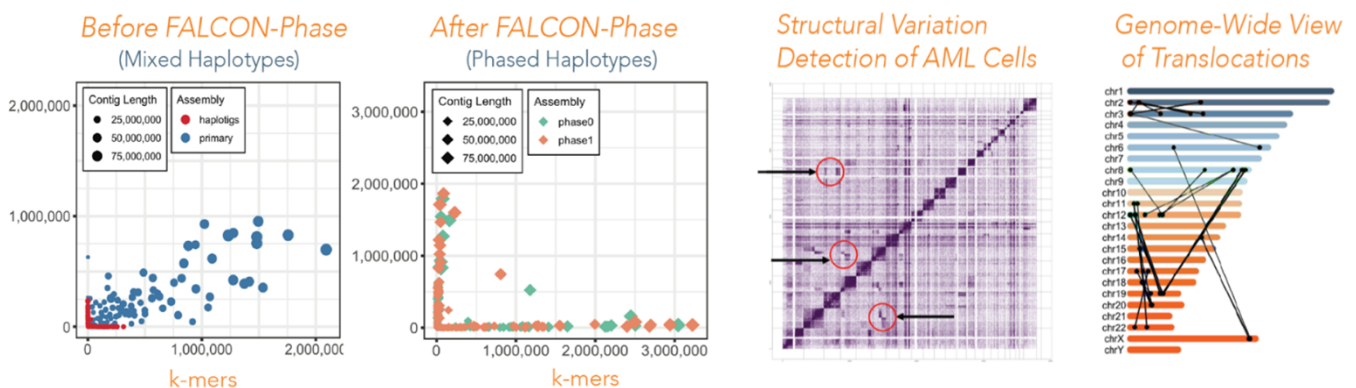 Before FALCON-Phase
(Mixed Haplotypes)
2,000,000
1,000,000
0
Contig Length
25,000,000
50,000,000
75,000,000
Assembly
haplotigs
primary
0
1,000,000
2,000,000
k-mers
After FALCON-Phase
(Phased Haplotypes)
3,000,000
2,000,000
1,000,000
0
Contig Length
25,000,000
50,000,000
75,000,000
Assembly
phase0
phase1
0
1,000,000
2,000,000
3,000,000
k-mers
Structural Variation
Detection of AML Cells
Genome-Wide View
of Translocations
chr1
chr2
chr3
chr4
chr5
chr6
chr7
chr8
chr9
chr10
chr11
chr12
chr13
chr14
chr15
chr16
chr17
chr18
chr19
chr20
chr21
chr22
chrX
chrY